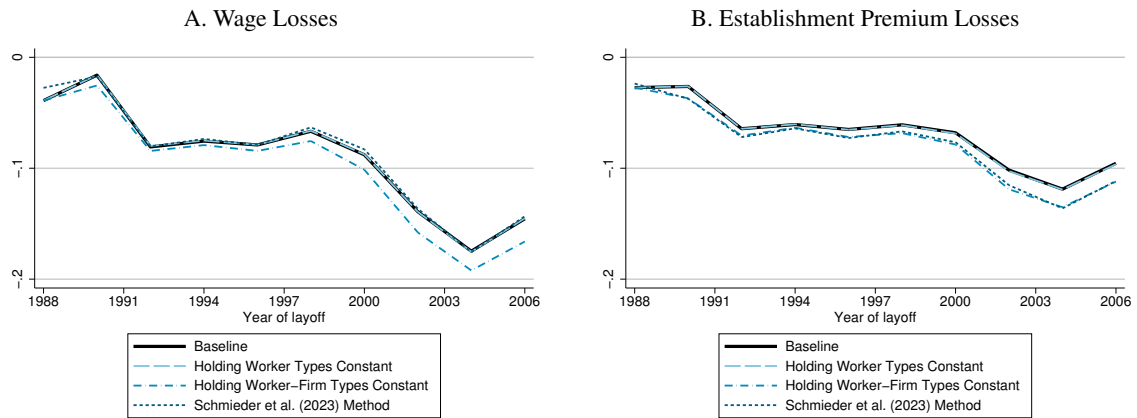 A. Wage Losses
0
-.1
-.2
1988 1991 1994 1997 2000 2003 2006
Year of layoff
Baseline
Holding Worker Types Constant
Holding Worker-Firm Types Constant
Schmieder et al. (2023) Method
B. Establishment Premium Losses
0
-.1
-.2
1988 1991 1994 1997 2000 2003 2006
Year of layoff
Baseline
Holding Worker Types Constant
Holding Worker-Firm Types Constant
Schmieder et al. (2023) Method